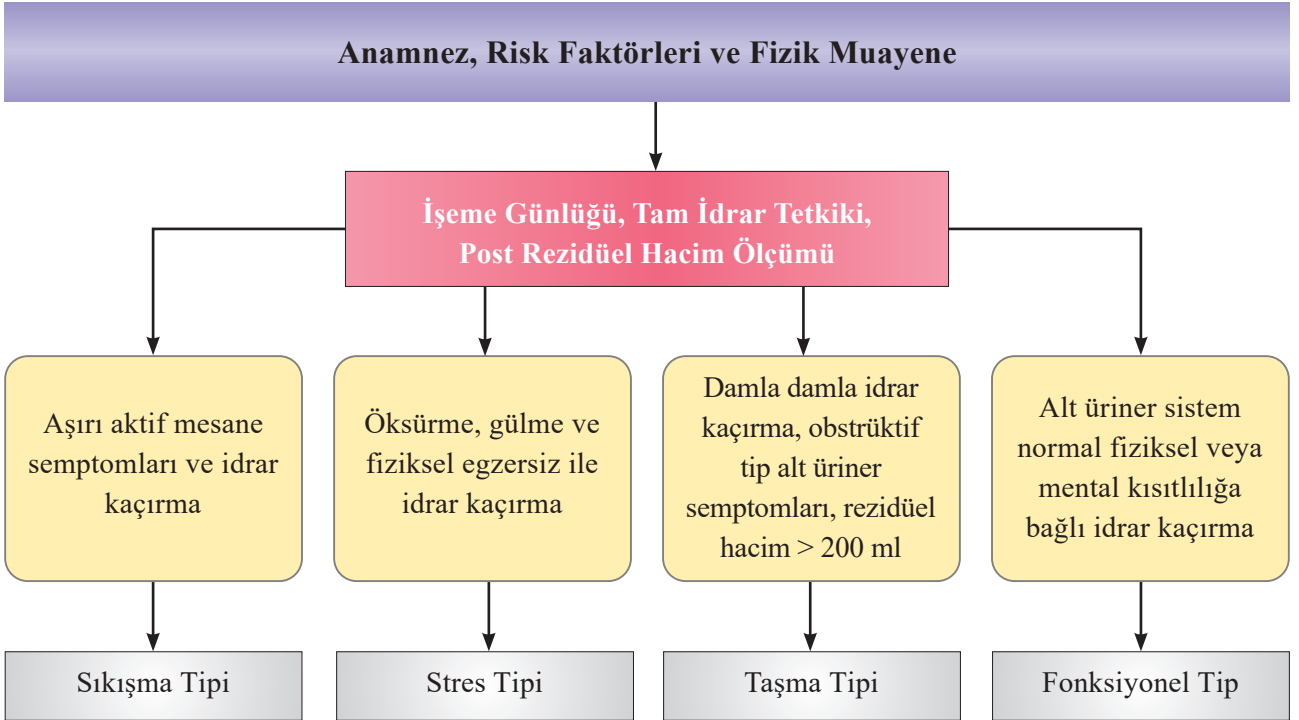 Anamnez, Risk Faktörleri ve Fizik Muayene
İşeme Günlüğü, Tam İdrar Tetkiki,
Post Rezidüel Hacim Ölçümü
Aşırı aktif mesane
semptomları ve idrar
kaçırma
Öksürme, gülme ve
fiziksel egzersiz ile
idrar kaçırma
Damla damla idrar
kaçırma, obstrüktif
tip alt üriner
semptomları, rezidüel
hacim > 200 ml
Alt üriner sistem
normal fiziksel veya
mental kısıtlılığa
bağlı idrar kaçırma
Sıkışma Tipi
Stres Tipi
Taşma Tipi
Fonksiyonel Tip